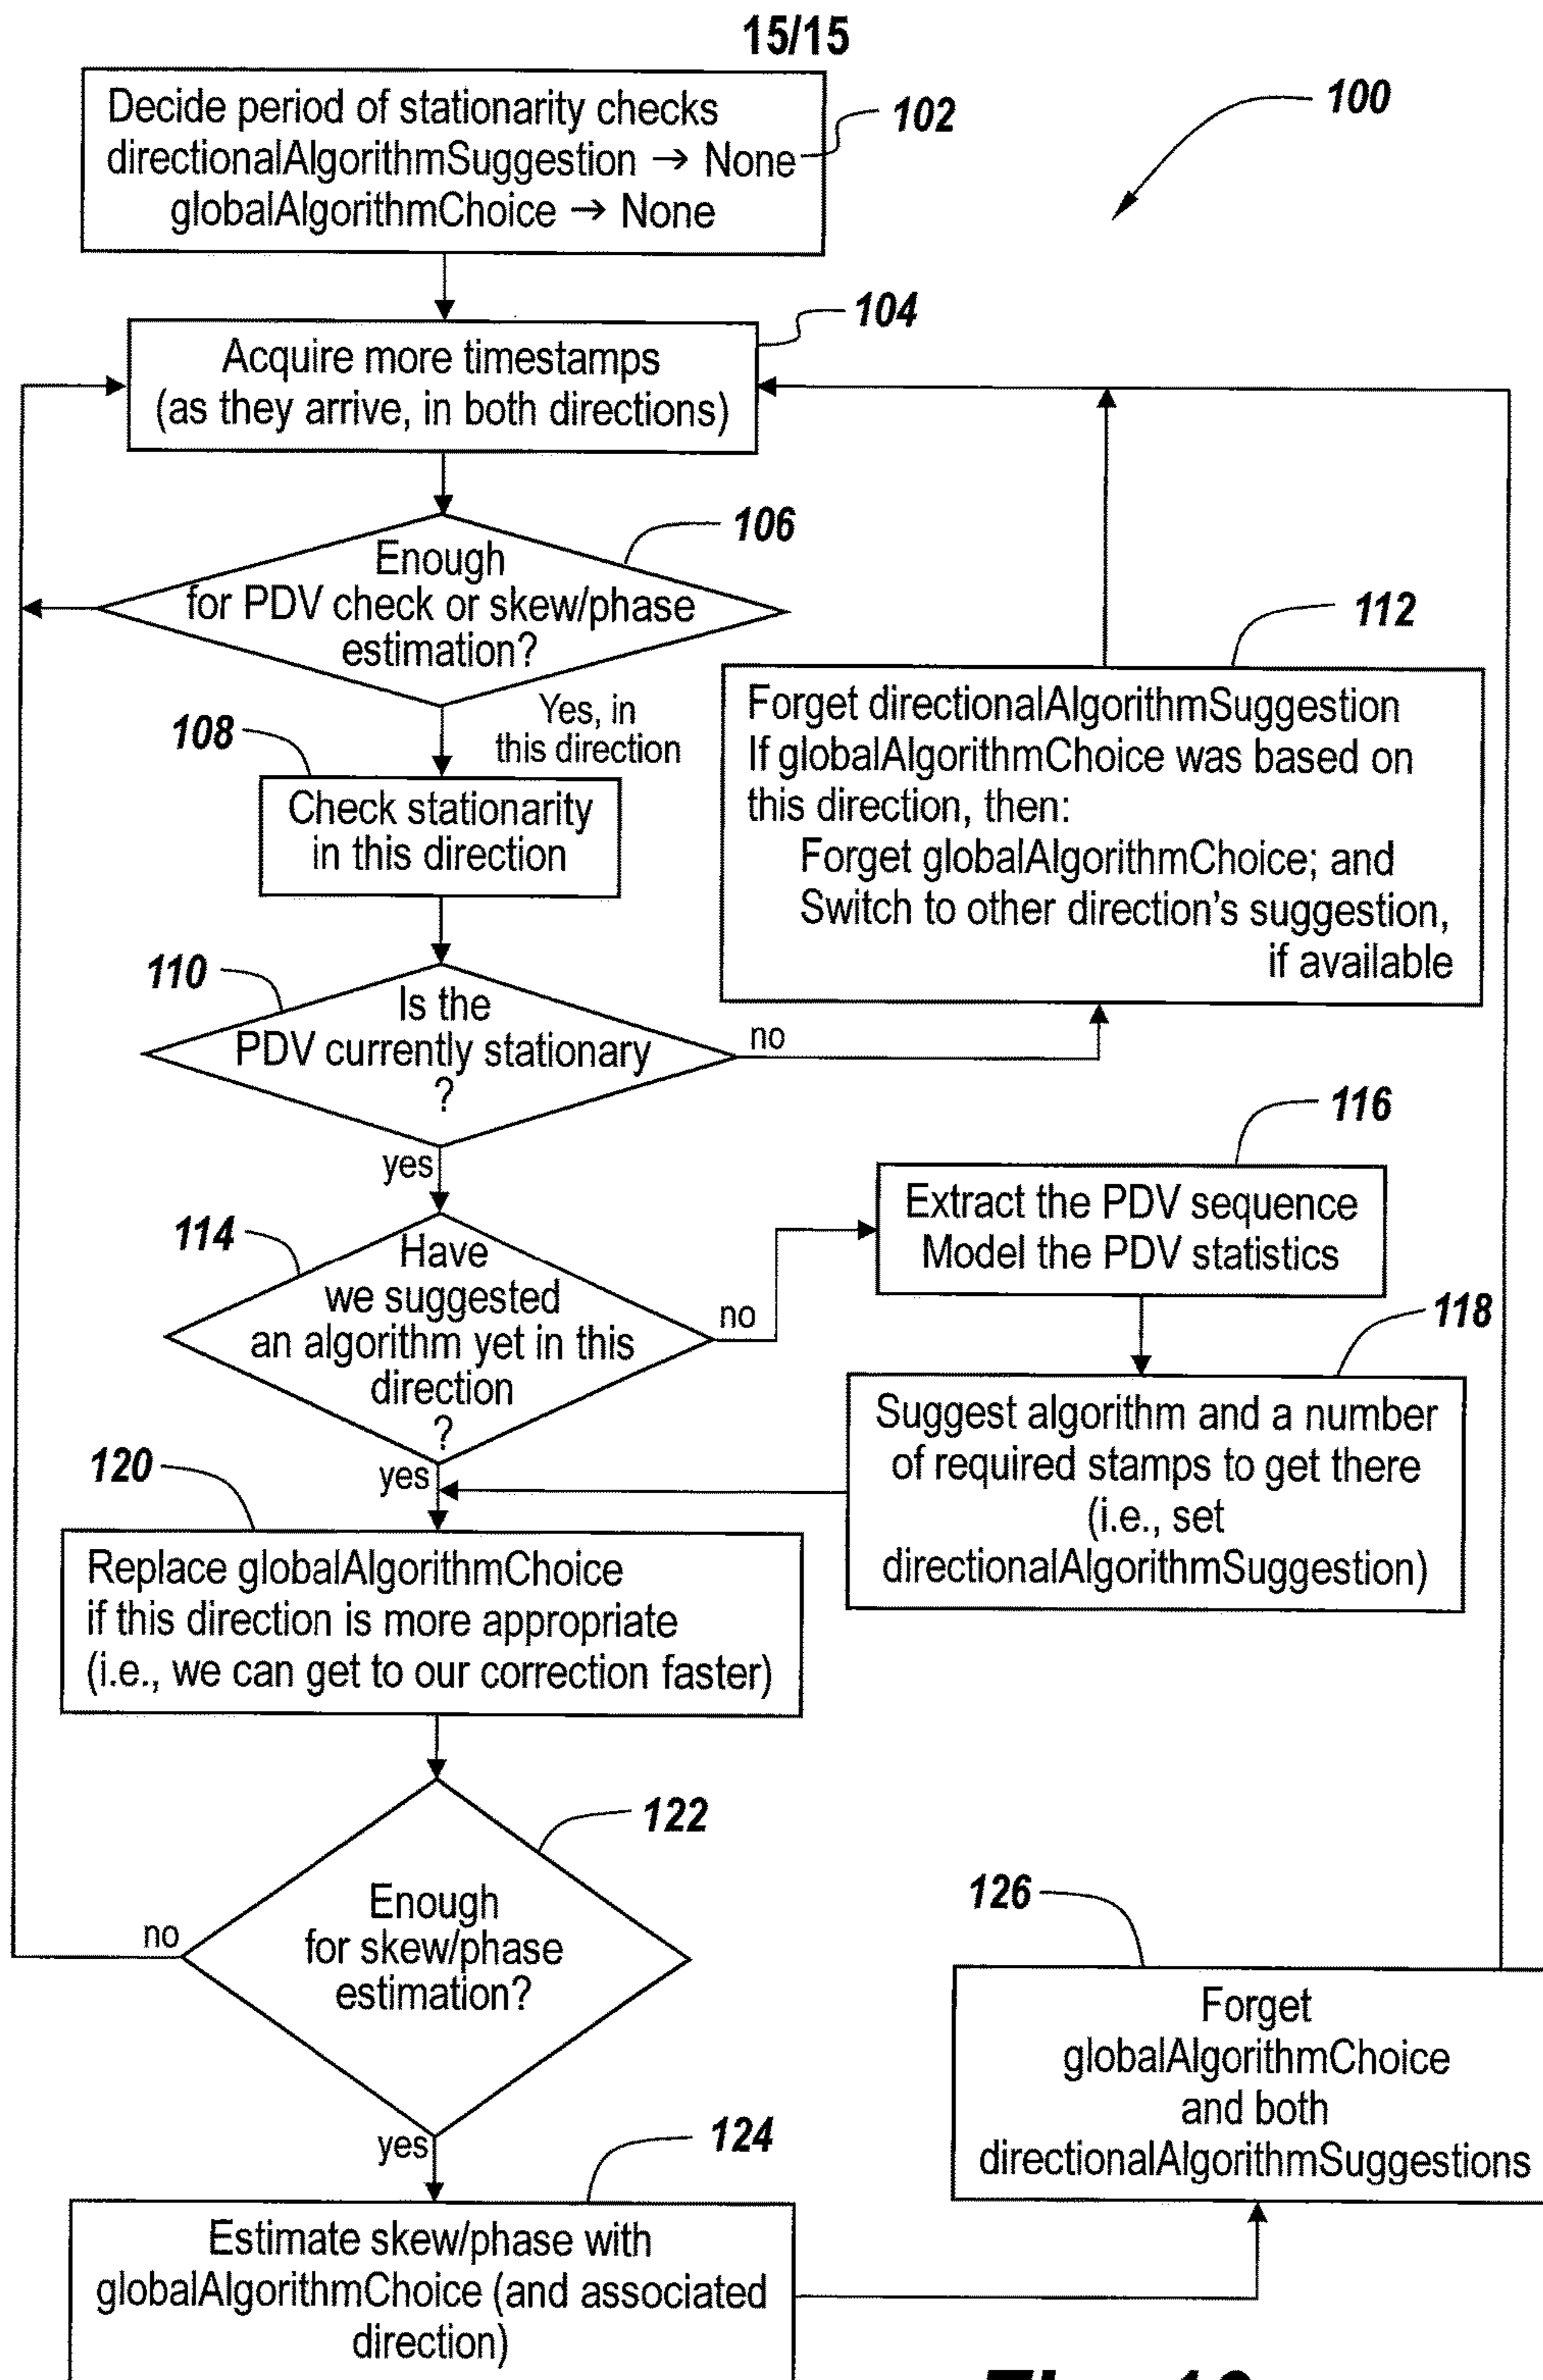 15/15
Decide period of stationarity checks
directionalAlgorithmSuggestion → None
globalAlgorithmChoice → None
102
100
104
Acquire more timestamps
(as they arrive, in both directions)
106
Enough
for PDV check or skew/phase
estimation?
Yes, in
this direction
112
Forget directionalAlgorithmSuggestion
If globalAlgorithmChoice was based on
this direction, then:
Forget globalAlgorithmChoice; and
Switch to other direction's suggestion,
if available
108
Check stationarity
in this direction
110
Is the
PDV currently stationary
?
no
yes
114
Have
we suggested
an algorithm yet in this
direction
?
no
yes
116
Extract the PDV sequence
Model the PDV statistics
118
Suggest algorithm and a number
of required stamps to get there
(i.e., set
directionalAlgorithmSuggestion)
120
Replace globalAlgorithmChoice
if this direction is more appropriate
(i.e., we can get to our correction faster)
122
Enough
for skew/phase
estimation?
no
yes
126
Forget
globalAlgorithmChoice
and both
directionalAlgorithmSuggestions
124
Estimate skew/phase with
globalAlgorithmChoice (and associated
direction)